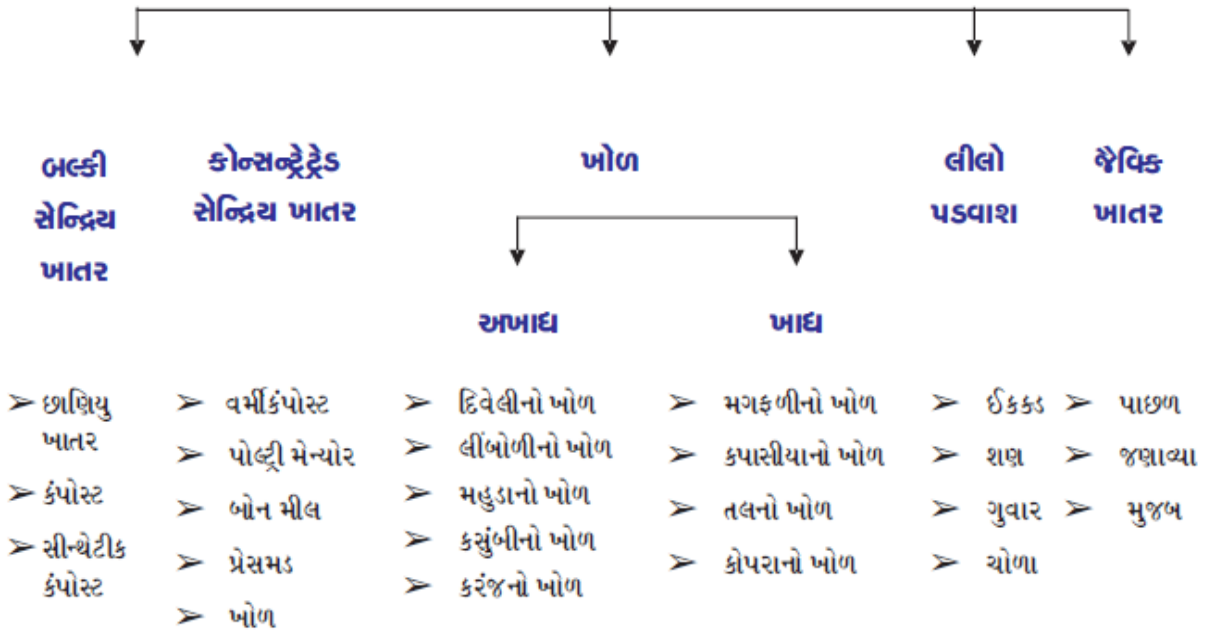 બલ્કી
સેન્દ્રિય
ખાતર
કોન્સન્ટ્રેટેડ
સેન્દ્રિય ખાતર
ખોળ
લીલો
પડવાશ
જૈવિક
ખાતર
અખાધ
ખાધ
➢ છાણિયુ
ખાતર
➢ કંપોસ્ટ
➢ સીન્થેટીક
કંપોસ્ટ
➢ વર્મીકંપોસ્ટ
➢ પોલ્ટ્રી મેન્યોર
➢ બોન મીલ
➢ પ્રેસમડ
➢ ખોળ
➢ દિવેલીનો ખોળ
➢ લીંબોળીનો ખોળ
➢ મહુડાનો ખોળ
➢ કસુંબીનો ખોળ
➢ કરંજનો ખોળ
➢ મગફળીનો ખોળ
➢ કપાસીયાનો ખોળ
➢ તલનો ખોળ
➢ કોપરાનો ખોળ
➢ ઈકકડ
➢ શણ
➢ ગુવાર
➢ ચોળા
➢ પાછળ
➢ જણાવ્યા
➢ મુજબ